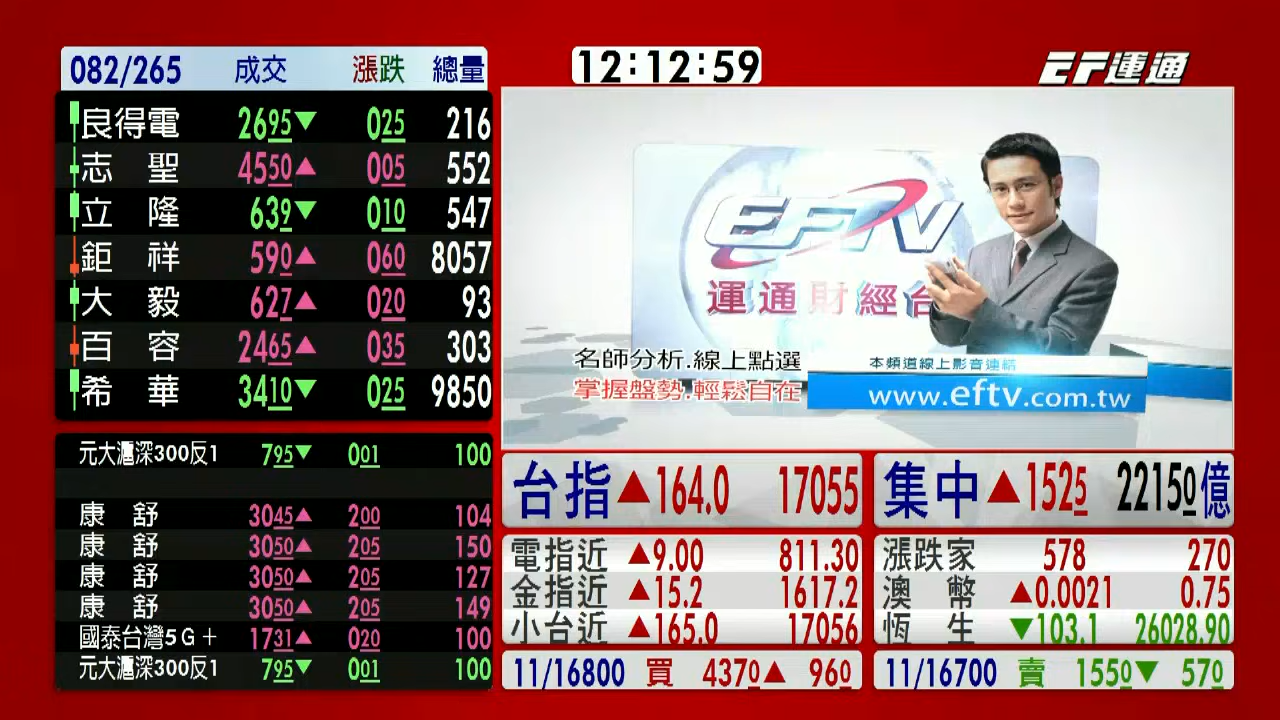 082/265 成交 漲跌 總量
良得電 2695▼ 025 216
志聖 4550▲ 005 552
立隆 639▼ 010 547
鉅祥 590▲ 060 8057
大毅 627▲ 020 93
百容 2465▲ 035 303
希華 3410▼ 025 9850
元大滬深300反1 795▼ 001 100
康舒 3045▲ 200 104
康舒 3050▲ 205 150
康舒 3050▲ 205 127
康舒 3050▲ 205 149
國泰台灣5G+ 1731▲ 020 100
元大滬深300反1 795▼ 001 100
12:12:59
EF運通
EFTV
運通財經台
名師分析.線上點選
掌握盤勢.輕鬆自在
本頻道線上影音連結
www.eftv.com.tw
台指▲164.0 17055
電指近 ▲9.00 811.30
金指近 ▲15.2 1617.2
小台近 ▲165.0 17056
11/16800 買 4370▲ 960
集中▲1525 22150億
漲跌家 578 270
澳幣 ▲0.0021 0.75
恆生 ▼103.1 26028.90
11/16700 賣 1550▼ 570